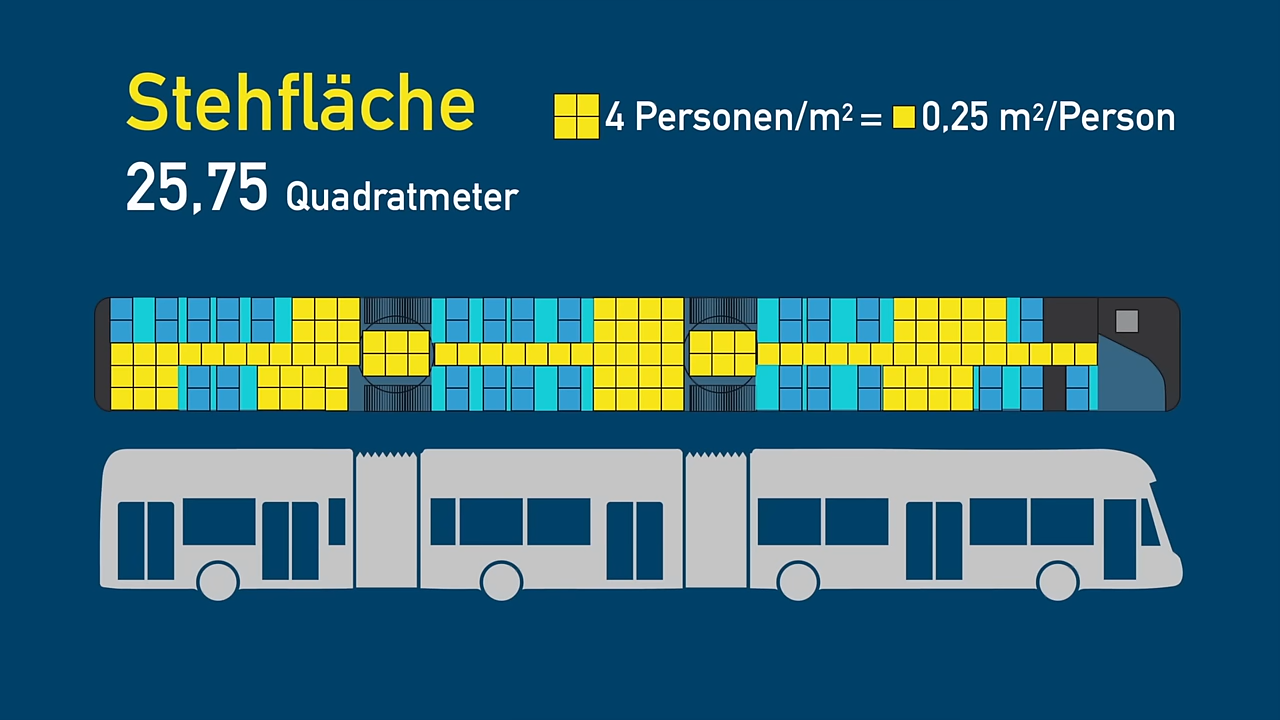 Stehfläche
4 Personen/m² = 0,25 m²/Person
25,75 Quadratmeter